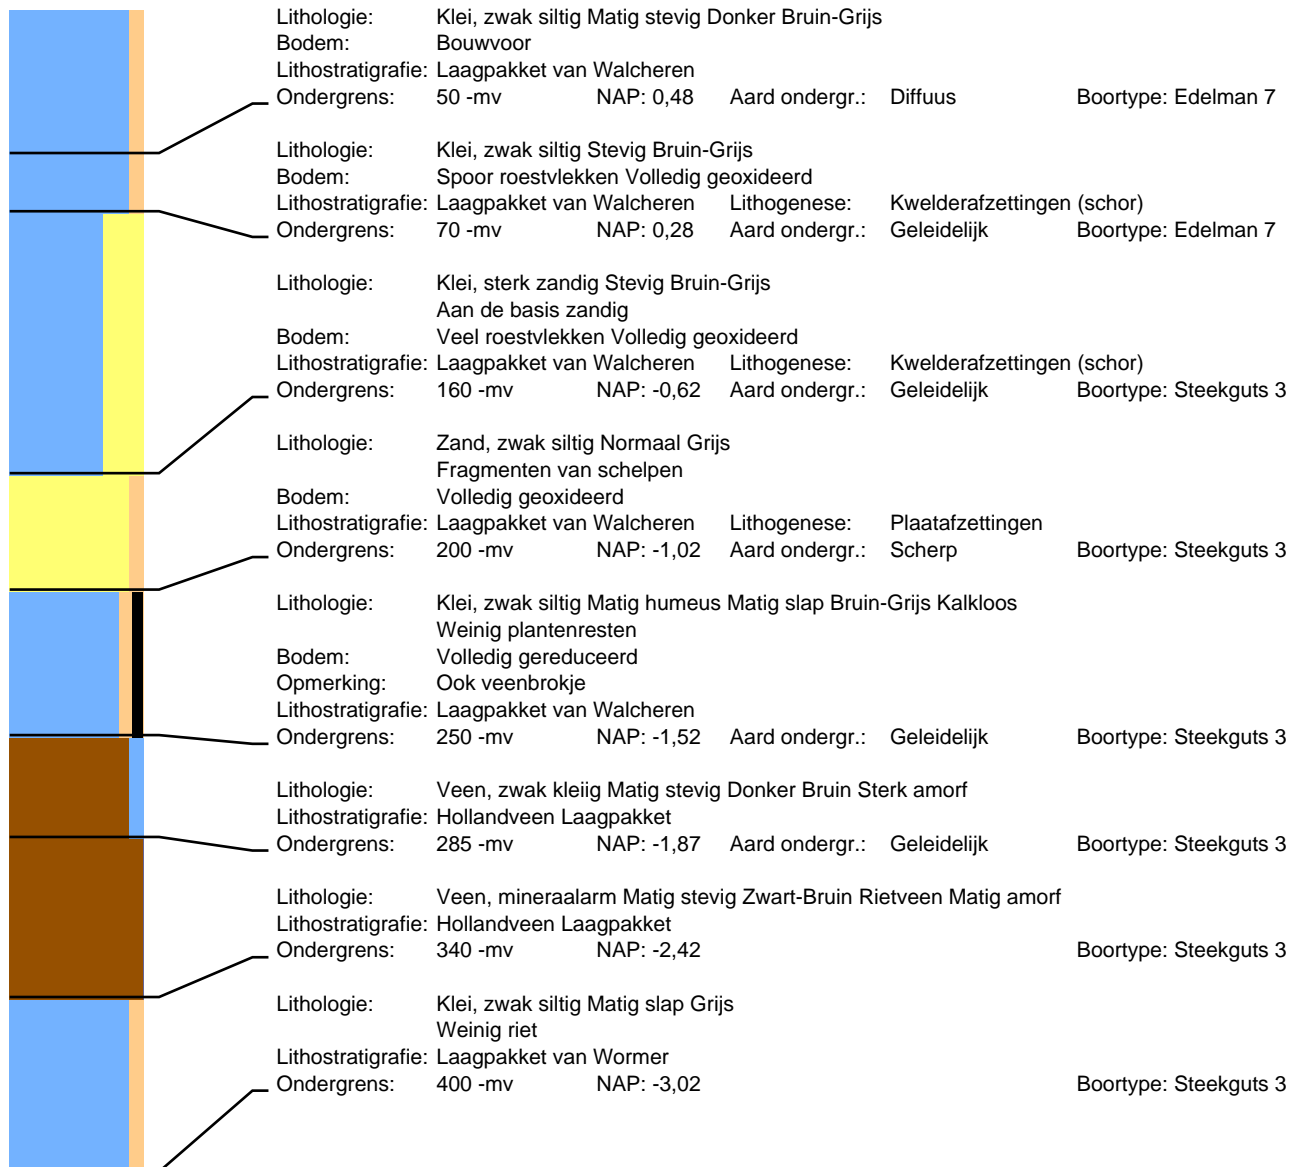 Lithologie: Klei, zwak siltig Matig stevig Donker Bruin-Grijs
Bodem: Bouwvoor
Lithostratigrafie: Laagpakket van Walcheren
Ondergrens: 50 -mv NAP: 0,48 Aard ondergr.: Diffuus Boortype: Edelman 7
Lithologie: Klei, zwak siltig Stevig Bruin-Grijs
Bodem: Spoor roestvlekken Volledig geoxideerd
Lithostratigrafie: Laagpakket van Walcheren Lithogenese: Kwelderafzettingen (schor)
Ondergrens: 70 -mv NAP: 0,28 Aard ondergr.: Geleidelijk Boortype: Edelman 7
Lithologie: Klei, sterk zandig Stevig Bruin-Grijs
Aan de basis zandig
Bodem: Veel roestvlekken Volledig geoxideerd
Lithostratigrafie: Laagpakket van Walcheren Lithogenese: Kwelderafzettingen (schor)
Ondergrens: 160 -mv NAP: -0,62 Aard ondergr.: Geleidelijk Boortype: Steekguts 3
Lithologie: Zand, zwak siltig Normaal Grijs
Fragmenten van schelpen
Bodem: Volledig geoxideerd
Lithostratigrafie: Laagpakket van Walcheren Lithogenese: Plaatafzettingen
Ondergrens: 200 -mv NAP: -1,02 Aard ondergr.: Scherp Boortype: Steekguts 3
Lithologie: Klei, zwak siltig Matig humeus Matig slap Bruin-Grijs Kalkloos
Weinig plantenresten
Bodem: Volledig gereduceerd
Opmerking: Ook veenbrokje
Lithostratigrafie: Laagpakket van Walcheren
Ondergrens: 250 -mv NAP: -1,52 Aard ondergr.: Geleidelijk Boortype: Steekguts 3
Lithologie: Veen, zwak kleiig Matig stevig Donker Bruin Sterk amorf
Lithostratigrafie: Hollandveen Laagpakket
Ondergrens: 285 -mv NAP: -1,87 Aard ondergr.: Geleidelijk Boortype: Steekguts 3
Lithologie: Veen, mineraalarm Matig stevig Zwart-Bruin Rietveen Matig amorf
Lithostratigrafie: Hollandveen Laagpakket
Ondergrens: 340 -mv NAP: -2,42 Boortype: Steekguts 3
Lithologie: Klei, zwak siltig Matig slap Grijs
Weinig riet
Lithostratigrafie: Laagpakket van Wormer
Ondergrens: 400 -mv NAP: -3,02 Boortype: Steekguts 3